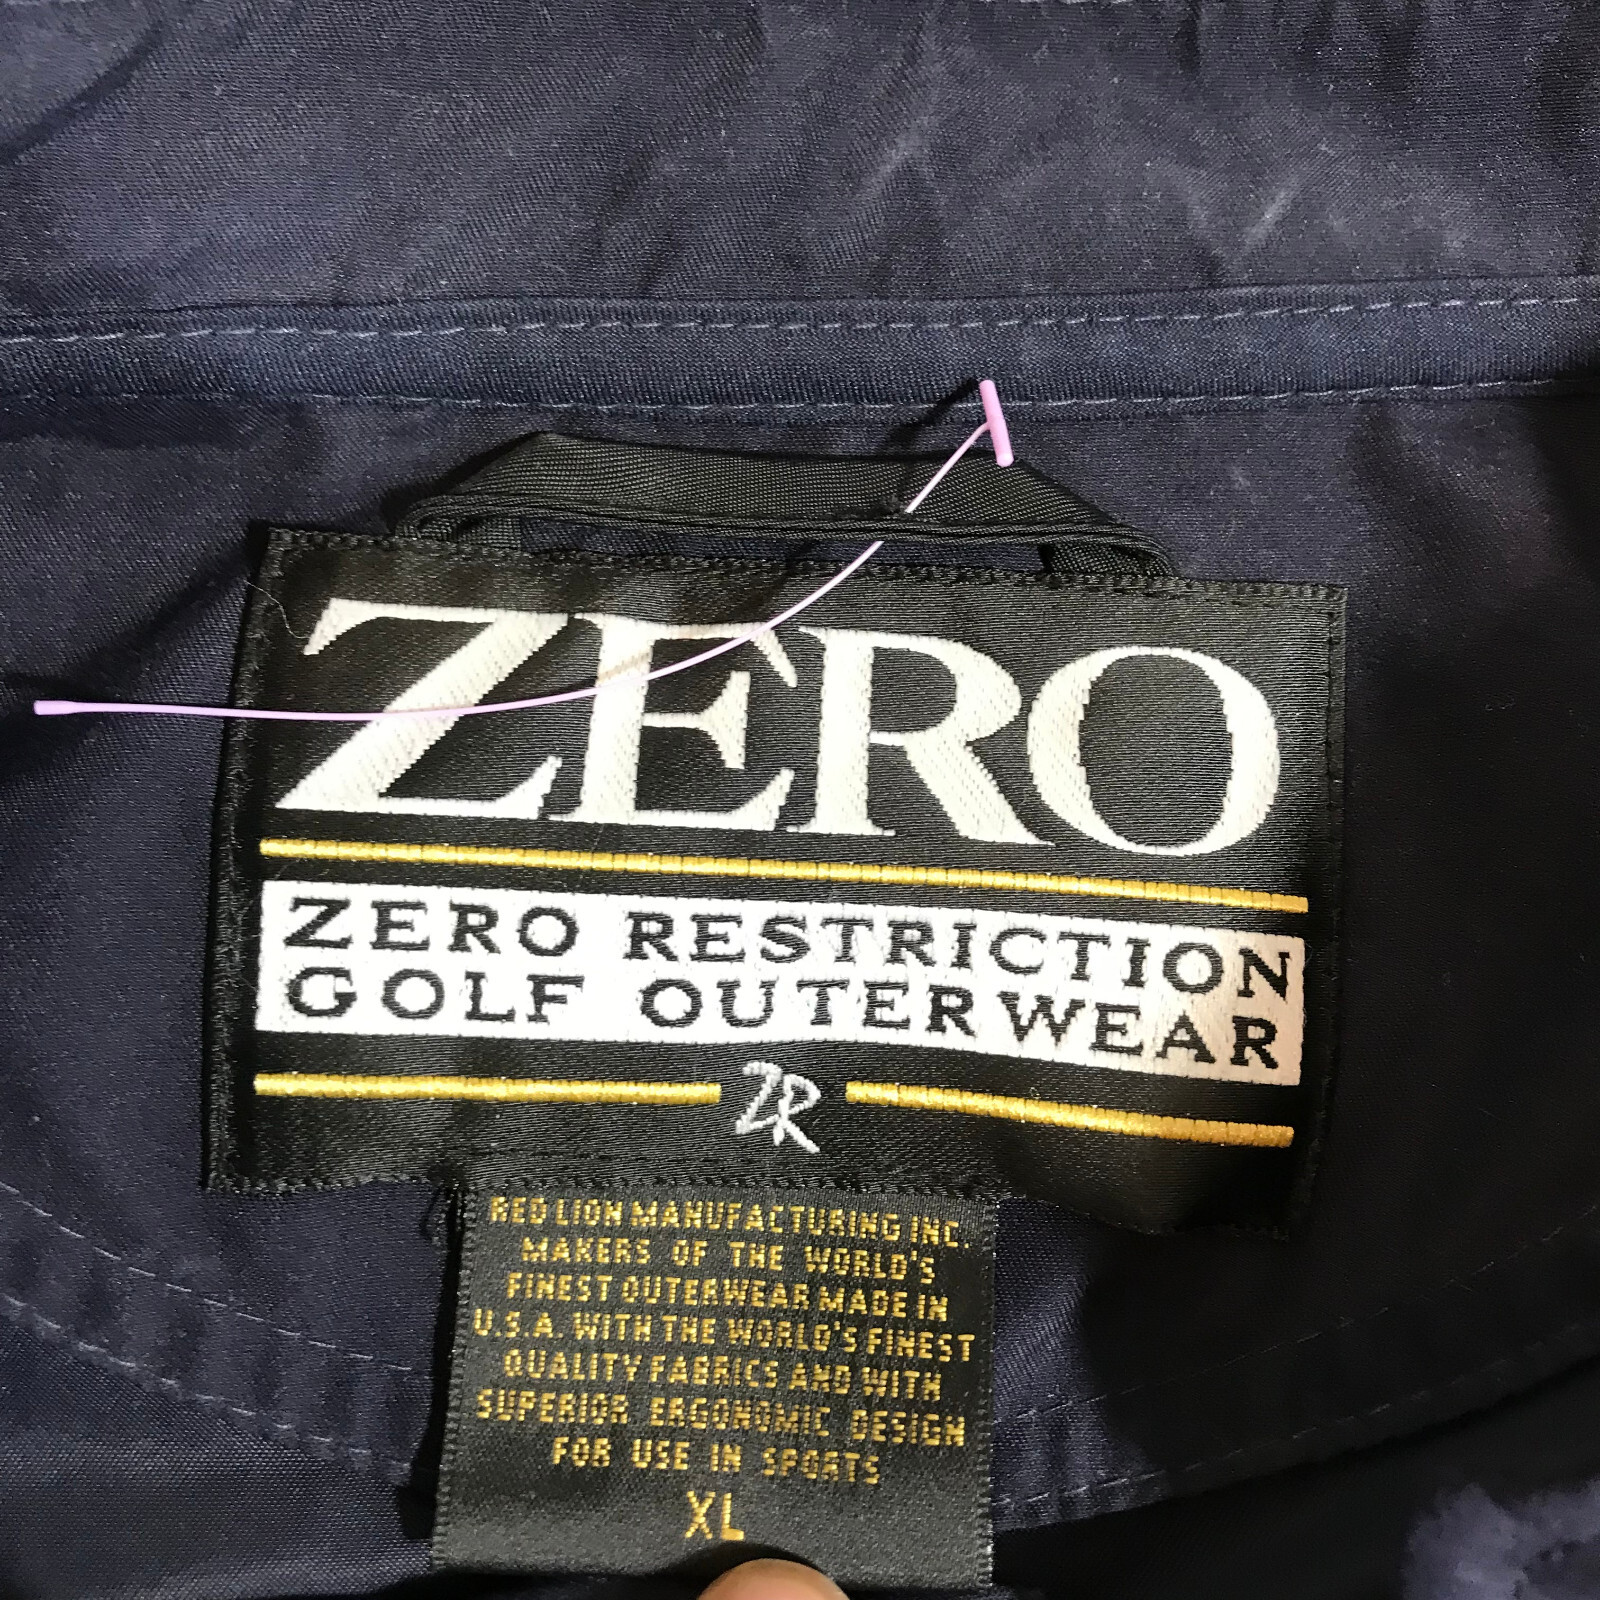 ZERO
ZERO RESTRICTION
GOLF OUTERWEAR
ZR
RED LION MANUFACTURING INC.
MAKERS OF THE WORLD'S
FINEST OUTERWEAR MADE IN
U.S.A. WITH THE WORLD'S FINEST
QUALITY FABRICS AND WITH
SUPERIOR ERGONOMIC DESIGN
FOR USE IN SPORTS
XL